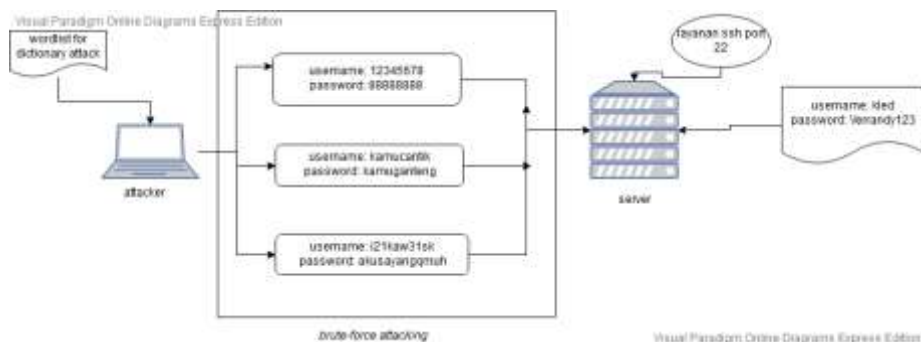 Visual Paradigm Online Diagrams Express Edition
wordlist for
dictionary attack
layanan ssh port
22
username: 12345678
password: 88888888
username: kled
password: Verrandy123
username: kamucantik
password: kamuganteng
attacker
server
username: i21kaw31sk
password: akusayangqmuh
brute-force attacking
Visual Paradigm Online Diagrams Express Edition